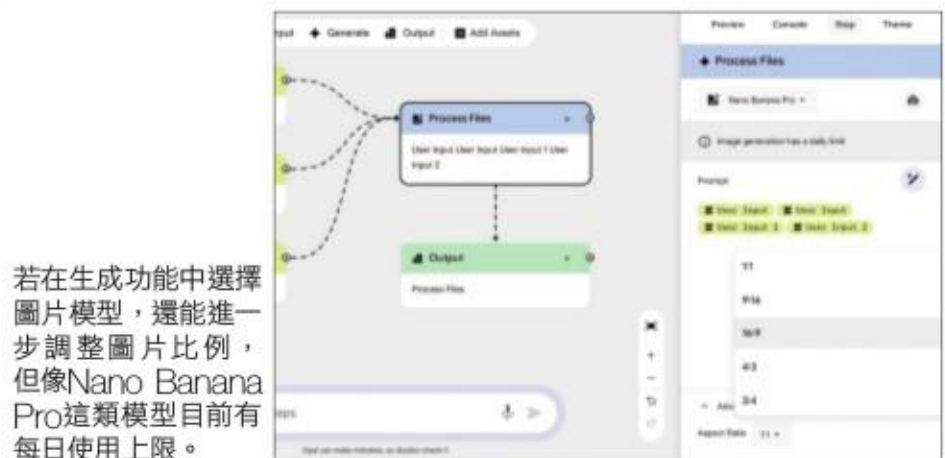 若在生成功能中選擇
圖片模型，還能進一
步調整圖片比例，
但像Nano Banana
Pro這類模型目前有
每日使用上限。
Generate Output Add Assets
Process Files
User Input User Input User Input 1 User
Input 2
Output
Process Files
Preview Console Step Theme
Process Files
Nano Banana Pro
Image generation has a daily limit
Prompt
User Input User Input
User Input 1 User Input 2
1:1
9:16
16:9
4:3
3:4
Aspect Ratio 1:1